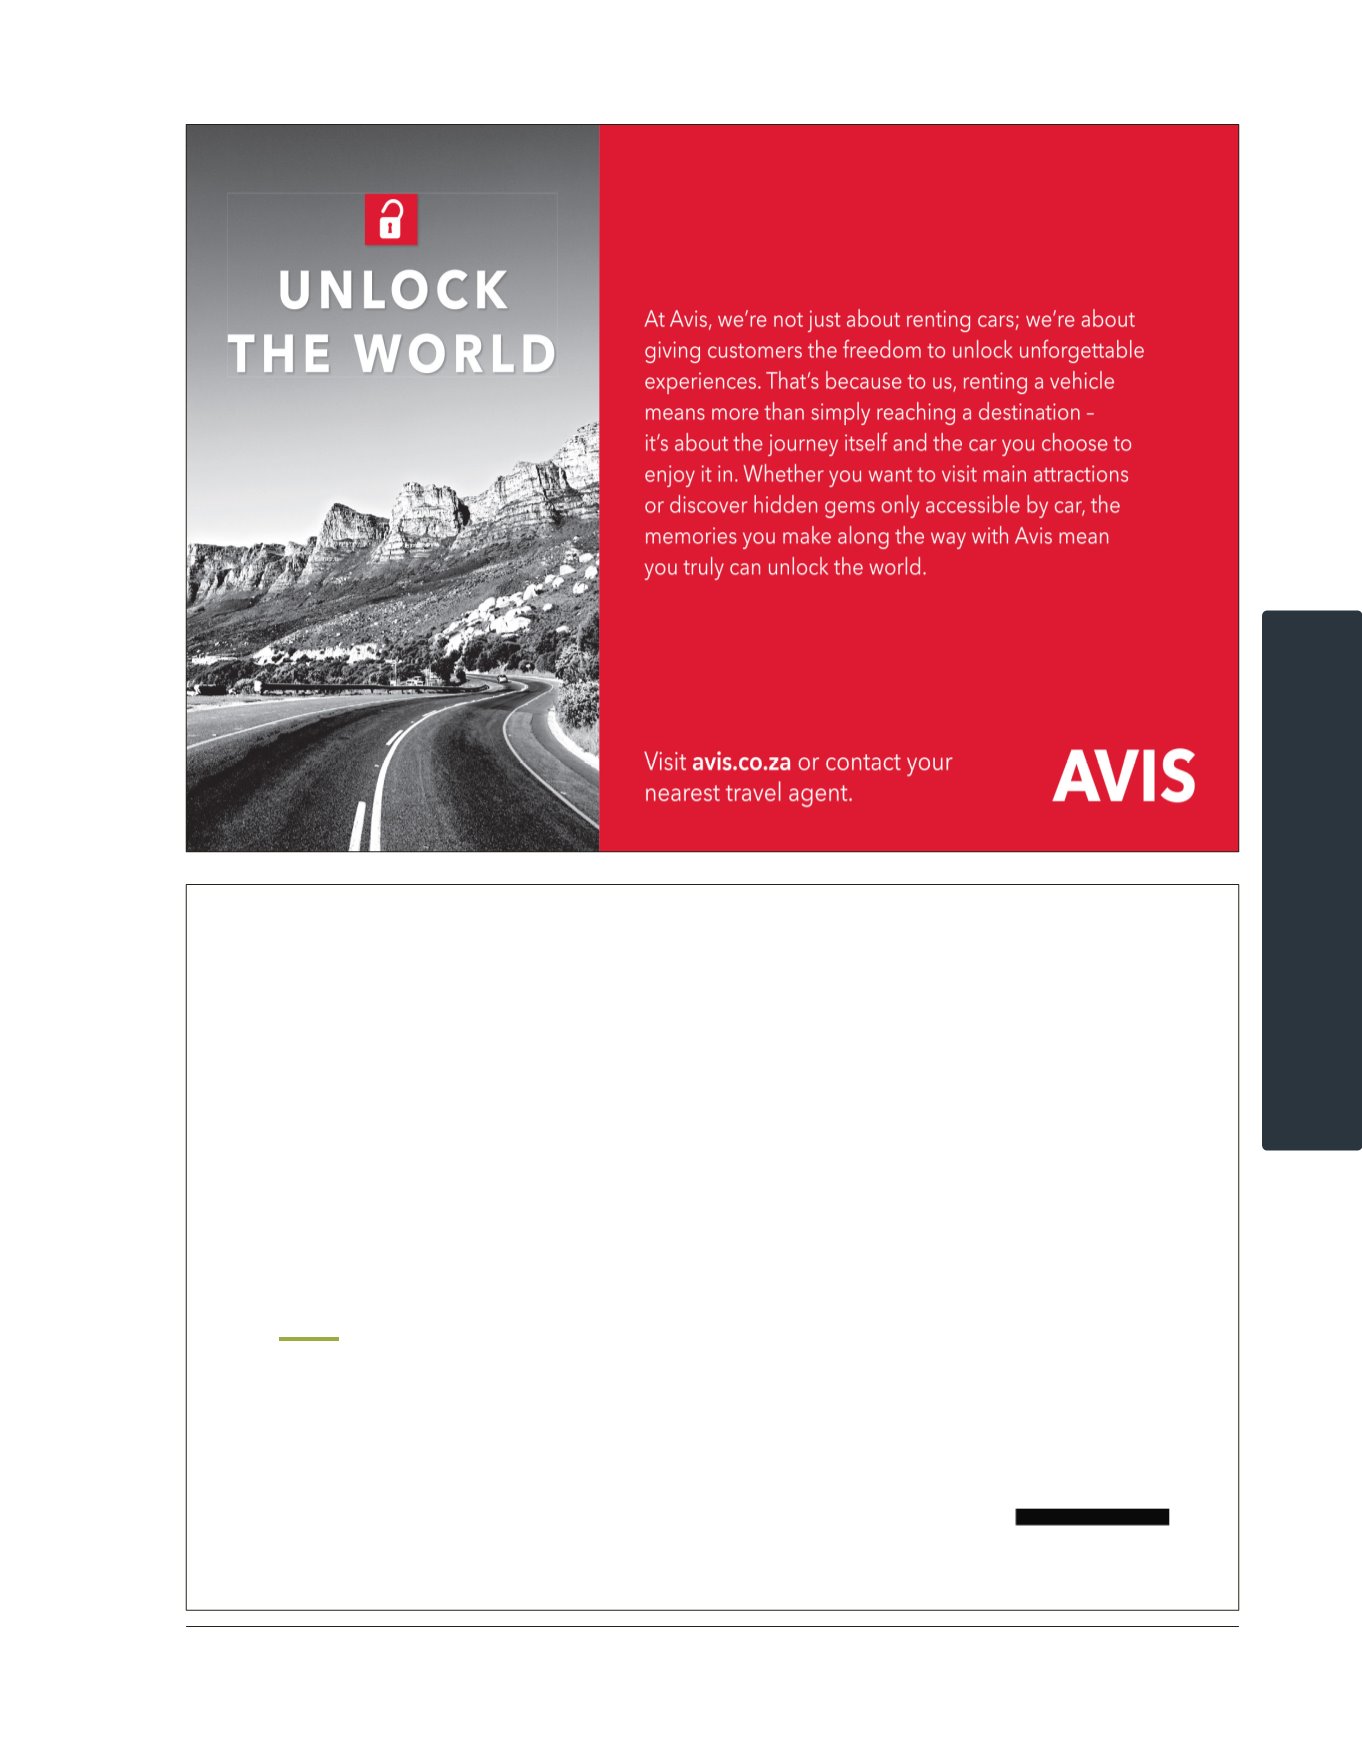 UNLOCK
THE WORLD
At Avis, we’re not just about renting cars; we’re about
giving customers the freedom to unlock unforgettable
experiences. That’s because to us, renting a vehicle
means more than simply reaching a destination –
it’s about the journey itself and the car you choose to
enjoy it in. Whether you want to visit main attractions
or discover hidden gems only accessible by car, the
memories you make along the way with Avis mean
you truly can unlock the world.
Visit avis.co.za or contact your
nearest travel agent.
AVIS